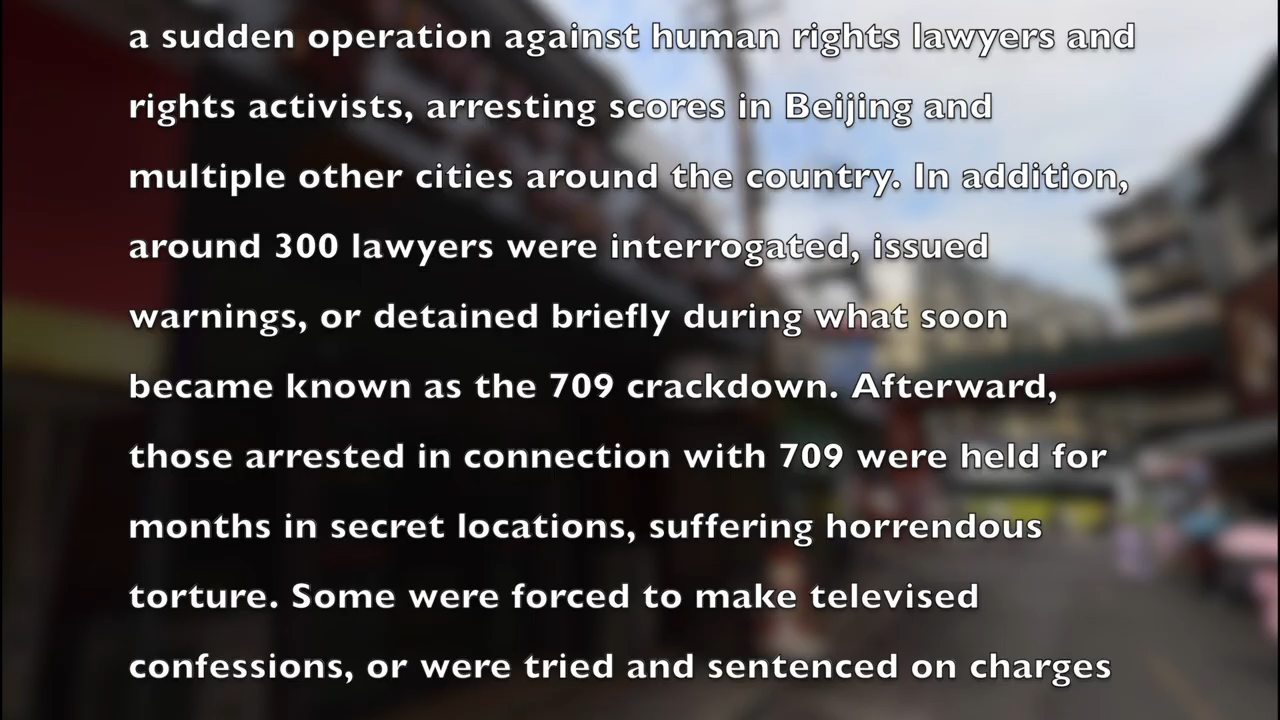 a sudden operation against human rights lawyers and
rights activists, arresting scores in Beijing and
multiple other cities around the country. In addition,
around 300 lawyers were interrogated, issued
warnings, or detained briefly during what soon
became known as the 709 crackdown. Afterward,
those arrested in connection with 709 were held for
months in secret locations, suffering horrendous
torture. Some were forced to make televised
confessions, or were tried and sentenced on charges